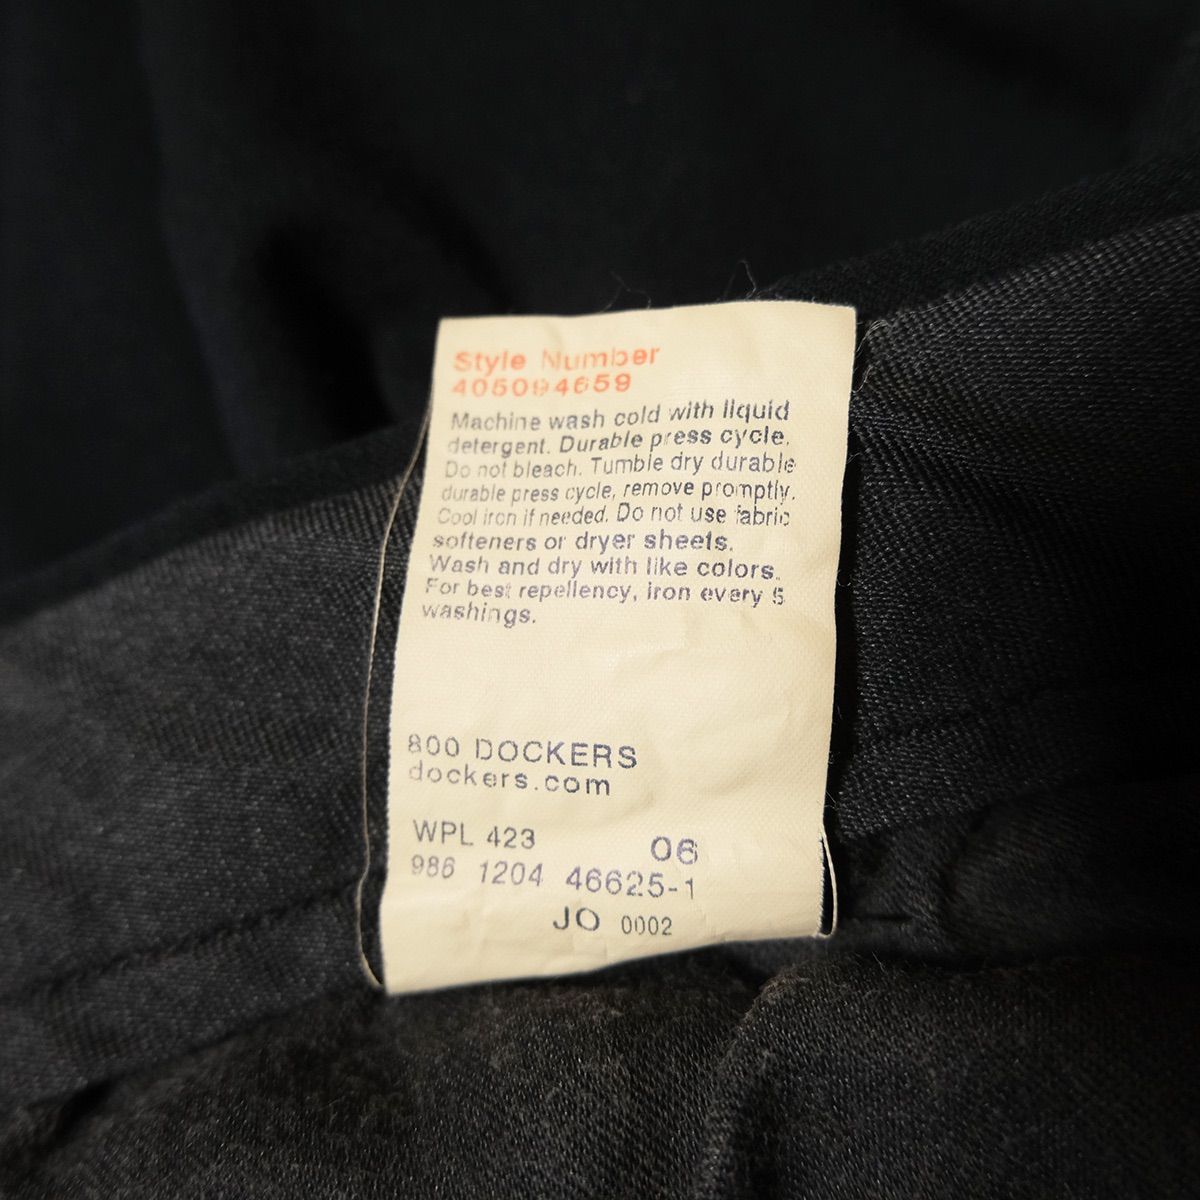 Style Number
405094659
Machine wash cold with liquid
detergent. Durable press cycle.
Do not bleach. Tumble dry durable
durable press cycle, remove promptly.
Cool iron if needed. Do not use fabric
softeners or dryer sheets.
Wash and dry with like colors.
For best repellency, iron every 5
washings.
800 DOCKERS
dockers.com
WPL 423 06
986 1204 46625-1
JO 0002